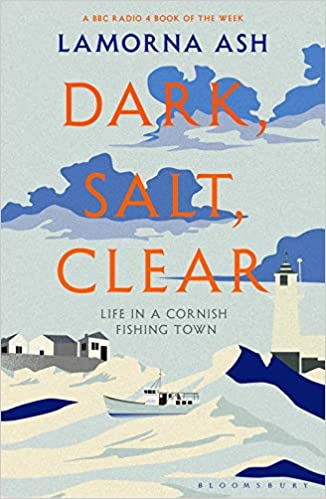 A BBC RADIO 4 BOOK OF THE WEEK
LAMORNA ASH
DARK,
SALT,
CLEAR
LIFE IN A CORNISH
FISHING TOWN
BLOOMSBURY